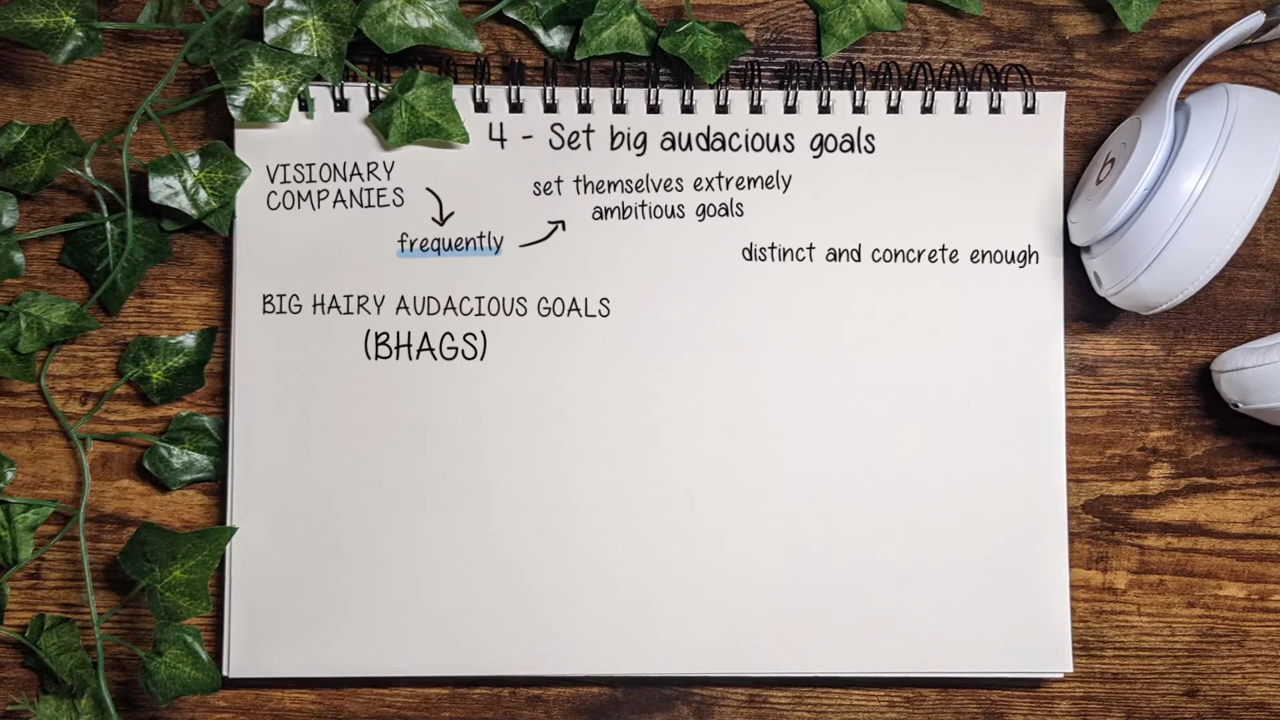 4 - Set big audacious goals
VISIONARY
COMPANIES
set themselves extremely
ambitious goals
frequently
distinct and concrete enough
BIG HAIRY AUDACIOUS GOALS
(BHAGS)